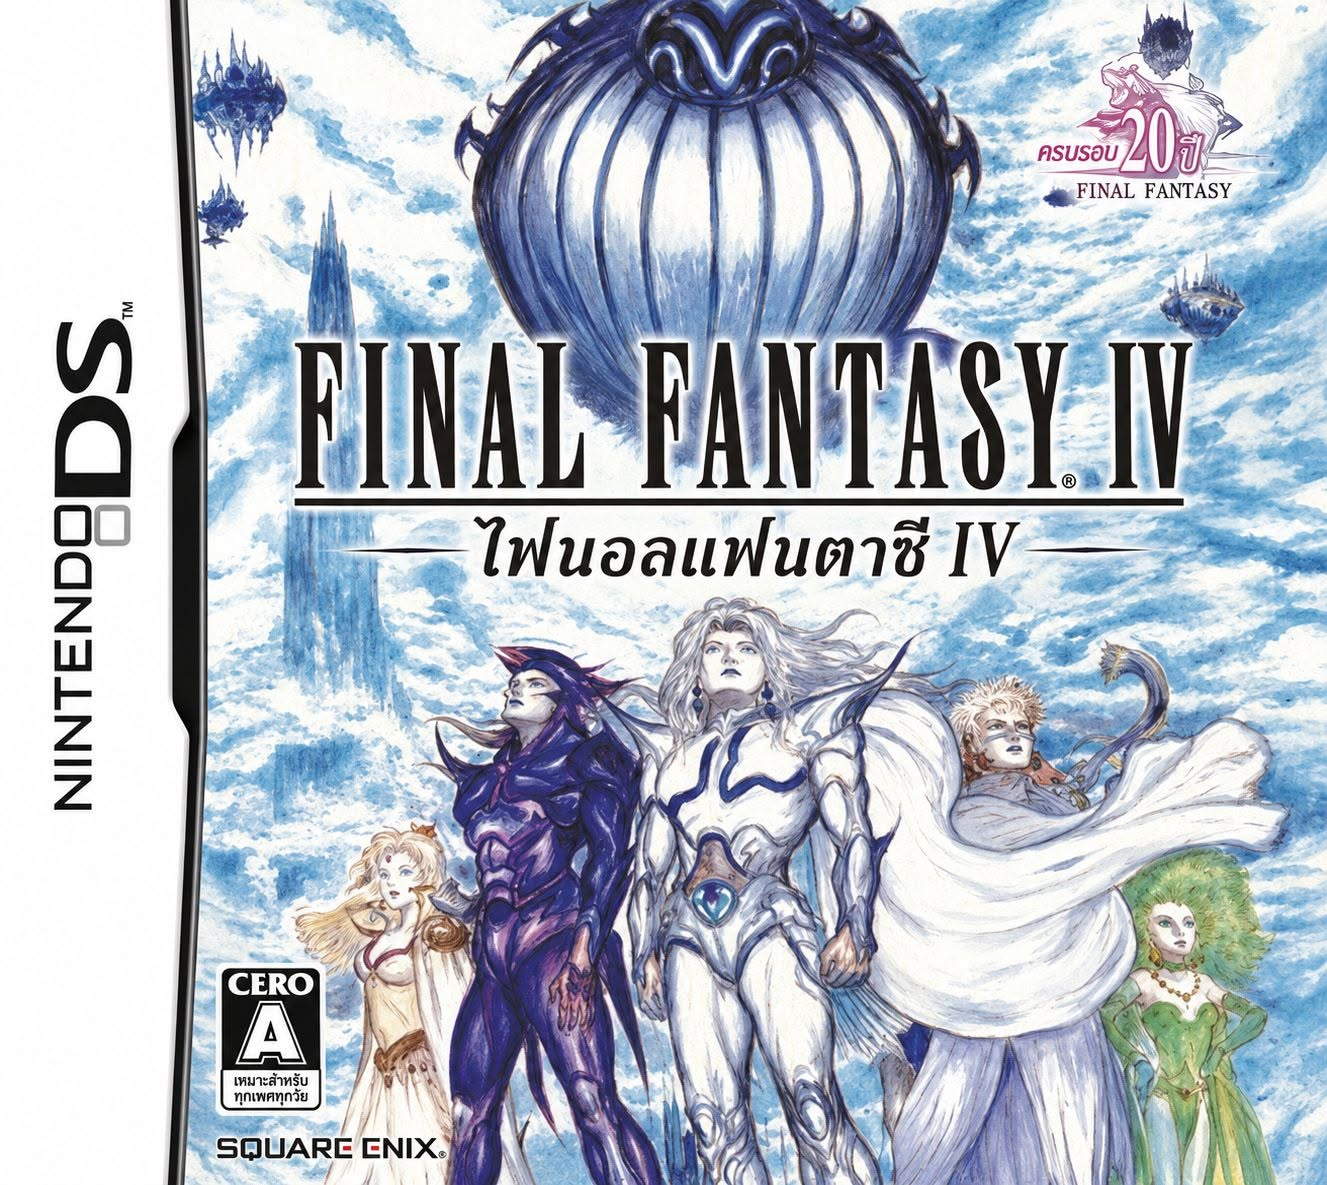 NINTENDO DS™
ครบรอบ 20 ปี
FINAL FANTASY
FINAL FANTASY® IV
ไฟนอลแฟนตาซี IV
CERO
A
เหมาะสำหรับ
ทุกเพศทุกวัย
SQUARE ENIX®